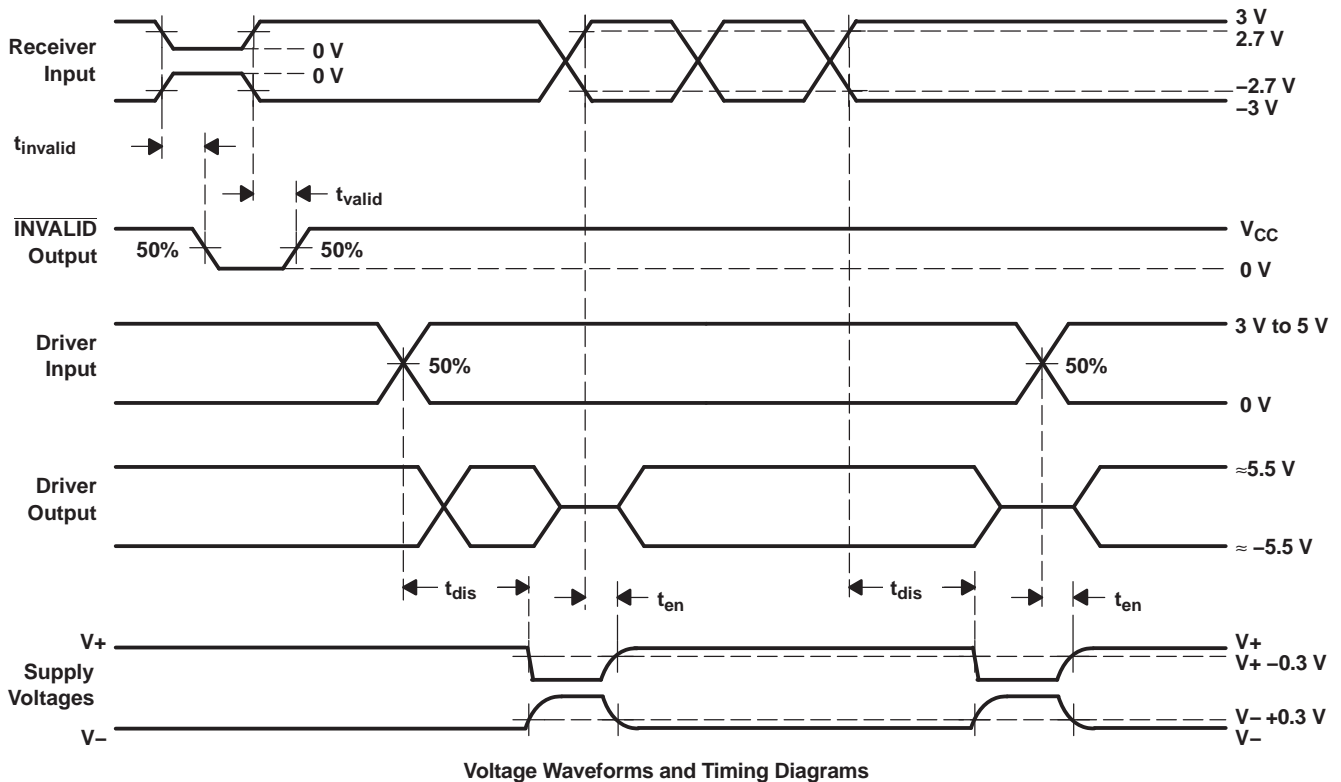 3 V
2.7 V
Receiver
Input
0 V
0 V
–2.7 V
–3 V
tinvalid
tvalid
INVALID
Output
50%
50%
VCC
0 V
Driver
Input
50%
50%
3 V to 5 V
0 V
Driver
Output
≈5.5 V
≈ –5.5 V
tdis
ten
tdis
ten
V+
Supply
Voltages
V–
V+
V+ –0.3 V
V– +0.3 V
V–
Voltage Waveforms and Timing Diagrams